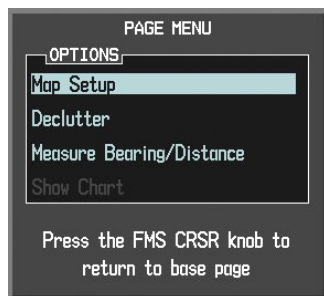 PAGE MENU
OPTIONS
Map Setup
Declutter
Measure Bearing/Distance
Show Chart
Press the FMS CRSR knob to
return to base page